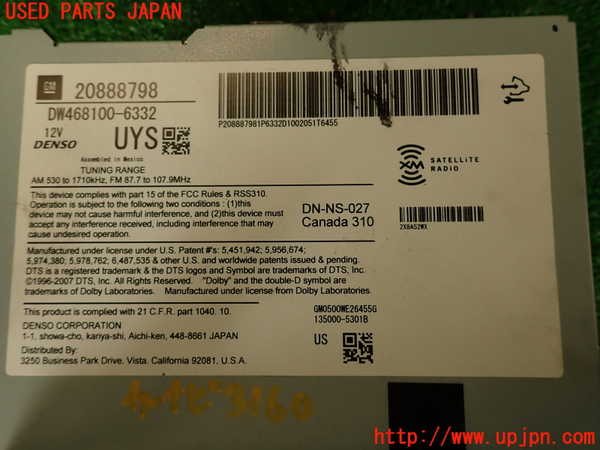 USED PARTS JAPAN
GM
20888798
DW468100-6332
12V
DENSO
UYS
Assembled in Mexico
TUNING RANGE
AM 530 to 1710kHz, FM 87.7 to 107.9MHz
P208887981P6332D1002051T6455
XM SATELLITE RADIO
This device complies with part 15 of the FCC Rules & RSS310.
Operation is subject to the following two conditions : (1)this
device may not cause harmful interference, and (2)this device must
accept any interference received, including interference that may
cause undesired operation.
DN-NS-027
Canada 310
2X8AS2WX
Manufactured under license under U.S. Patent #'s: 5,451,942; 5,956,674;
5,974,380; 5,978,762; 6,487,535 & other U.S. and worldwide patents issued & pending.
DTS is a registered trademark & the DTS logos and Symbol are trademarks of DTS, Inc.
©1996-2007 DTS, Inc. All Rights Reserved. "Dolby" and the double-D symbol are
trademarks of Dolby Laboratories. Manufactured under license from Dolby Laboratories.
This product is complied with 21 C.F.R. part 1040. 10.
DENSO CORPORATION
1-1, showa-cho, kariya-shi, Aichi-ken, 448-8661 JAPAN
Distributed By:
3250 Business Park Drive, Vista, California 92081, U.S.A.
GM0500WE26455G
135000-5301B
US
3160
http://www.upjpn.com/